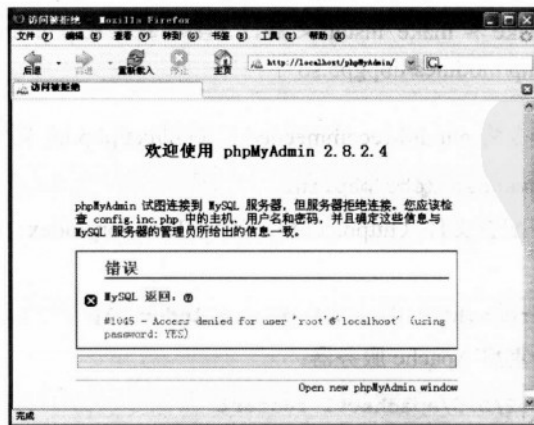 访问被拒绝 - Mozilla Firefox
文件(F) 编辑(E) 查看(V) 转到(G) 书签(B) 工具(T) 帮助(H)
后退 前进 重新载入 停止 主页 http://localhost/phpMyAdmin/
访问被拒绝
欢迎使用 phpMyAdmin 2.8.2.4
phpMyAdmin 试图连接到 MySQL 服务器，但服务器拒绝连接。您应该检
查 config.inc.php 中的主机、用户名和密码，并且确定这些信息与
MySQL 服务器的管理员所给出的信息一致。
错误
MySQL 返回：
#1045 - Access denied for user 'root'@'localhost' (using
password: YES)
Open new phpMyAdmin window
完成